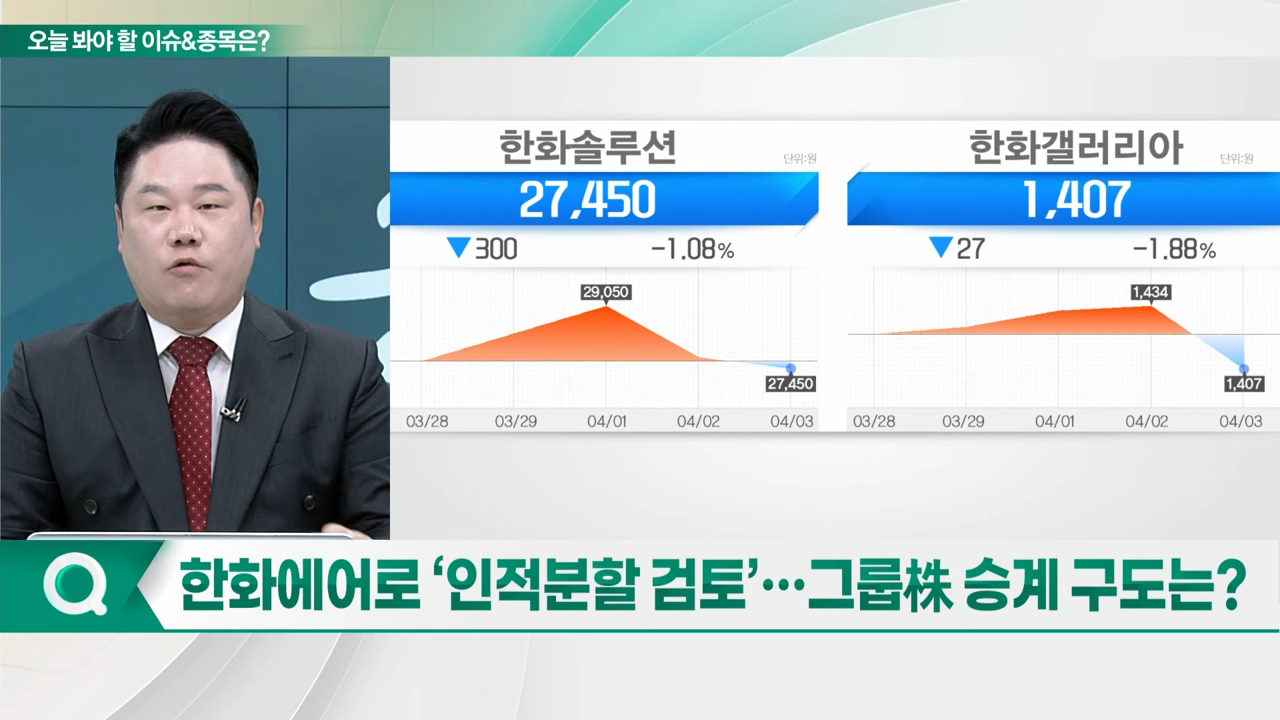 오늘 봐야 할 이슈&종목은?
한화솔루션
단위:원
27,450
▼300 -1.08%
29,050
27,450
03/28 03/29 04/01 04/02 04/03
한화갤러리아
단위:원
1,407
▼27 -1.88%
1,434
1,407
03/28 03/29 04/01 04/02 04/03
한화에어로 ‘인적분할 검토’…그룹株 승계 구도는?